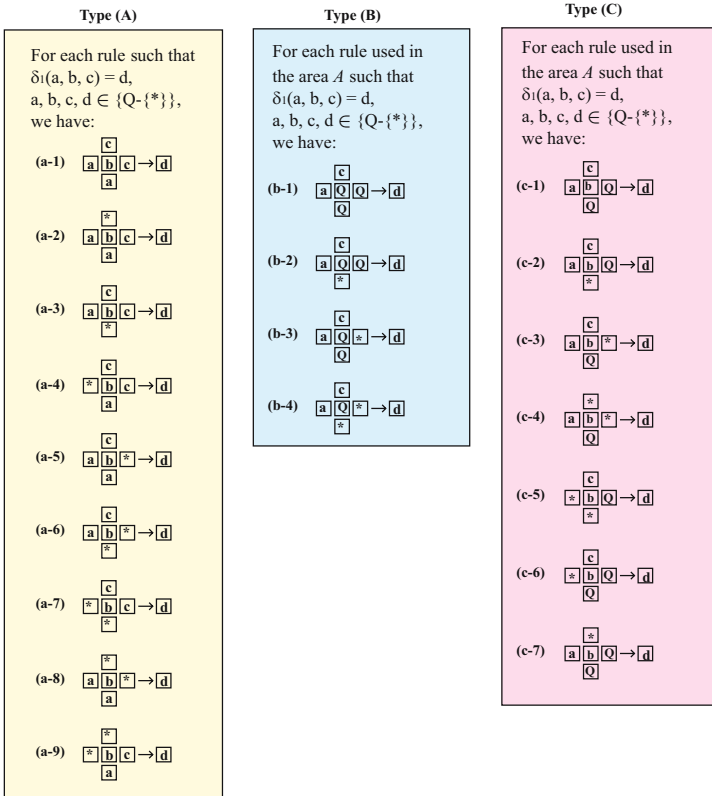 Type (A)
For each rule such that
δ1(a, b, c) = d,
a, b, c, d ∈ {Q-{*}},
we have:
(a-1)
c
a b c → d
a
(a-2)
*
a b c → d
a
(a-3)
c
a b c → d
*
(a-4)
c
* b c → d
a
(a-5)
c
a b * → d
a
(a-6)
c
a b * → d
*
(a-7)
c
* b c → d
*
(a-8)
*
a b * → d
a
(a-9)
*
* b c → d
a
Type (B)
For each rule used in
the area A such that
δ1(a, b, c) = d,
a, b, c, d ∈ {Q-{*}},
we have:
(b-1)
c
a Q Q → d
Q
(b-2)
c
a Q Q → d
*
(b-3)
c
a Q * → d
Q
(b-4)
c
a Q * → d
*
Type (C)
For each rule used in
the area A such that
δ1(a, b, c) = d,
a, b, c, d ∈ {Q-{*}},
we have:
(c-1)
c
a b Q → d
Q
(c-2)
c
a b Q → d
*
(c-3)
c
a b * → d
Q
(c-4)
*
a b * → d
Q
(c-5)
c
* b Q → d
*
(c-6)
c
* b Q → d
Q
(c-7)
*
a b Q → d
Q